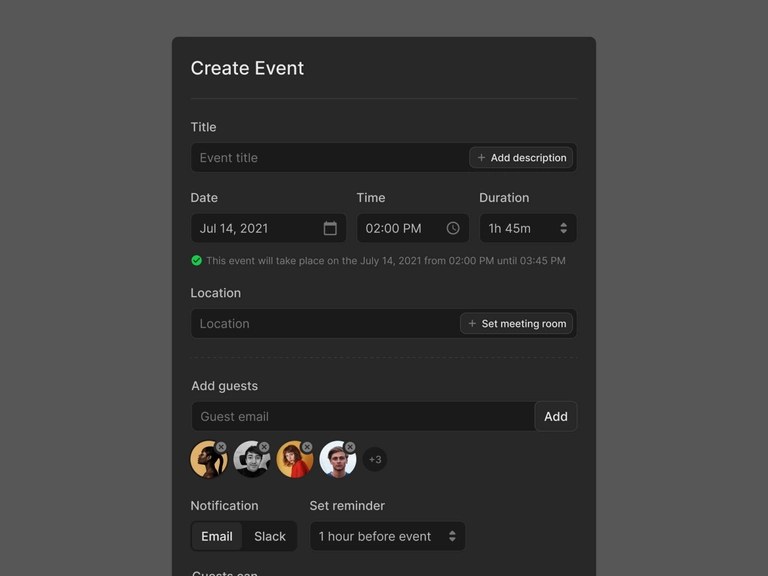 Create Event
Title
Event title
+ Add description
Date Time Duration
Jul 14, 2021 02:00 PM 1h 45m
This event will take place on the July 14, 2021 from 02:00 PM until 03:45 PM
Location
Location
+ Set meeting room
Add guests
Guest email
Add
+3
Notification Set reminder
Email Slack 1 hour before event
Guests can